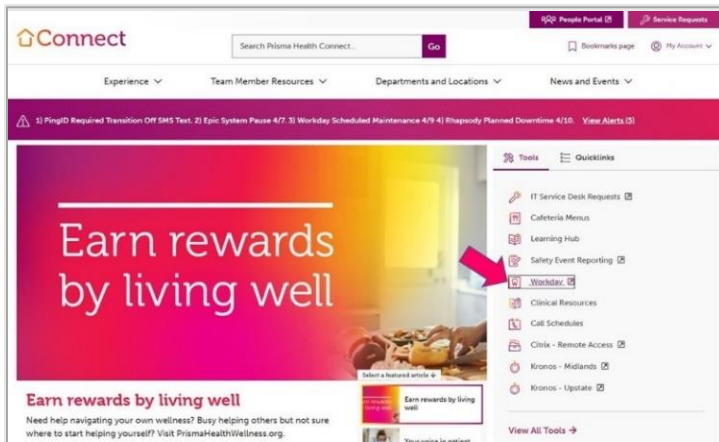 People Portal
Service Requests
Connect
Search Prisma Health Connect...
Go
Bookmarks page
My Account
Experience
Team Member Resources
Departments and Locations
News and Events
1) PingID Required Transition Off SMS Text. 2) Epic System Pause 4/7. 3) Workday Scheduled Maintenance 4/9 4) Rhapsody Planned Downtime 4/10. View Alerts (5)
Tools
Quicklinks
Earn rewards
by living well
IT Service Desk Requests
Cafeteria Menus
Learning Hub
Safety Event Reporting
Workday
Clinical Resources
Call Schedules
Citrix - Remote Access
Kronos - Midlands
Kronos - Upstate
View All Tools →
Select a featured article ↓
Earn rewards by living well
Need help navigating your own wellness? Busy helping others but not sure
where to start helping yourself? Visit PrismaHealthWellness.org.
Earn rewards by living
well
Your voice in patient